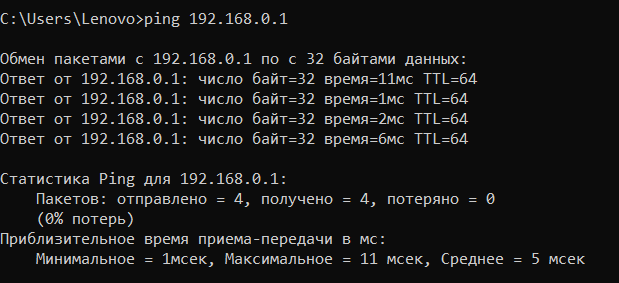 C:\Users\Lenovo>ping 192.168.0.1
Обмен пакетами с 192.168.0.1 по с 32 байтами данных:
Ответ от 192.168.0.1: число байт=32 время=11мс TTL=64
Ответ от 192.168.0.1: число байт=32 время=1мс TTL=64
Ответ от 192.168.0.1: число байт=32 время=2мс TTL=64
Ответ от 192.168.0.1: число байт=32 время=6мс TTL=64
Статистика Ping для 192.168.0.1:
Пакетов: отправлено = 4, получено = 4, потеряно = 0
(0% потерь)
Приблизительное время приема-передачи в мс:
Минимальное = 1мсек, Максимальное = 11 мсек, Среднее = 5 мсек